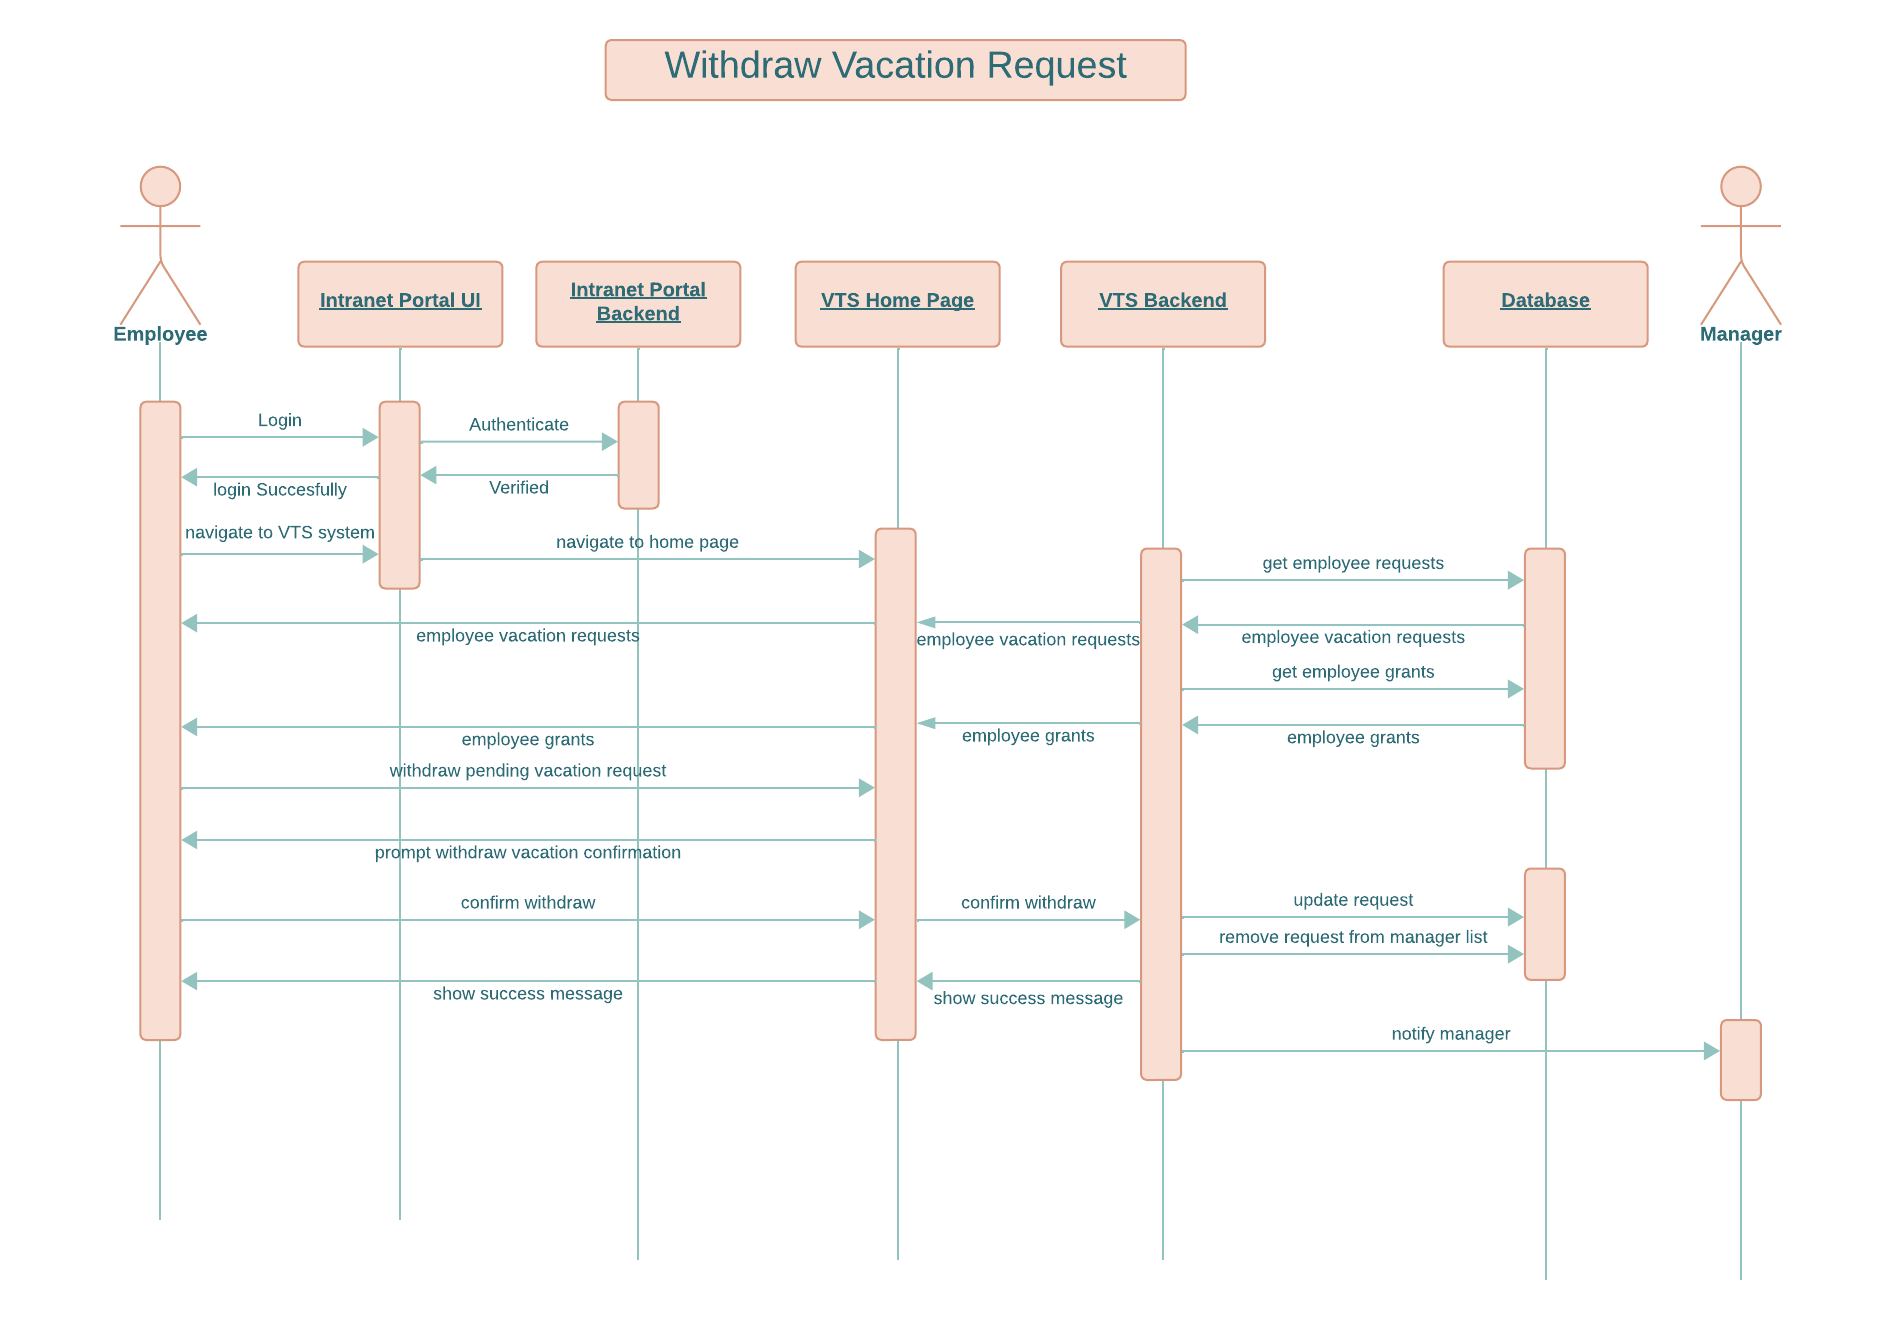 Withdraw Vacation Request
Employee
Intranet Portal UI
Intranet Portal
Backend
VTS Home Page
VTS Backend
Database
Manager
Login
Authenticate
login Succesfully
Verified
navigate to VTS system
navigate to home page
get employee requests
employee vacation requests
employee vacation requests
employee vacation requests
get employee grants
employee grants
employee grants
employee grants
withdraw pending vacation request
prompt withdraw vacation confirmation
confirm withdraw
confirm withdraw
update request
remove request from manager list
show success message
show success message
notify manager